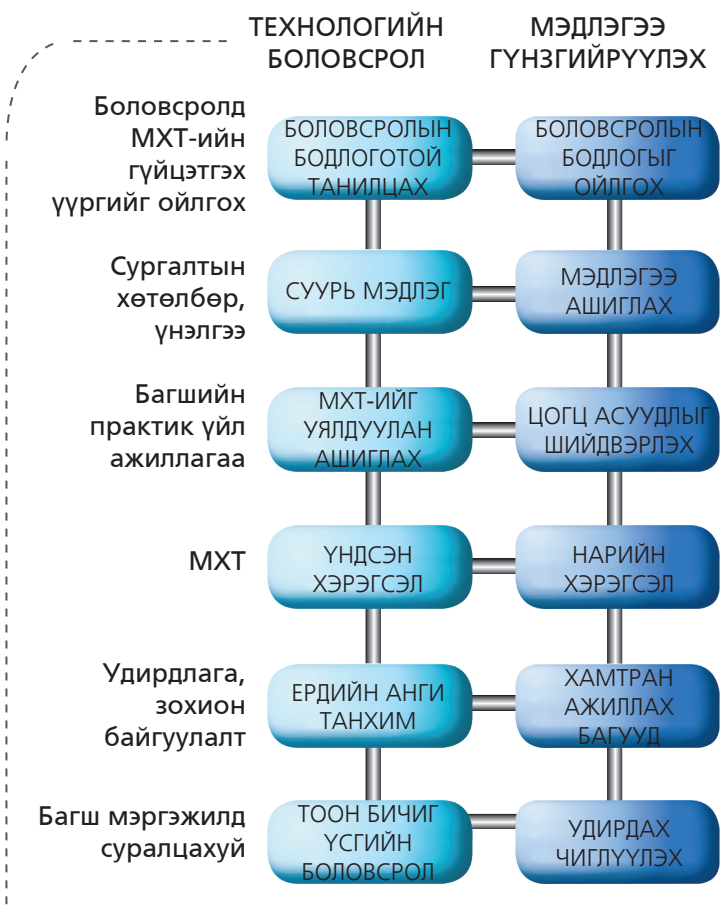 ТЕХНОЛОГИЙН
БОЛОВСРОЛ
МЭДЛЭГЭЭ
ГҮНЗГИЙРҮҮЛЭХ
Боловсролд
МХТ-ийн
гүйцэтгэх
үүргийг ойлгох
БОЛОВСРОЛЫН
БОДЛОГОТОЙ
ТАНИЛЦАХ
БОЛОВСРОЛЫН
БОДЛОГЫГ
ОЙЛГОХ
Сургалтын
хөтөлбөр,
үнэлгээ
СУУРЬ МЭДЛЭГ
МЭДЛЭГЭЭ
АШИГЛАХ
Багшийн
практик үйл
ажиллагаа
МХТ-ИЙГ
УЯЛДУУЛАН
АШИГЛАХ
ЦОГЦ АСУУДЛЫГ
ШИЙДВЭРЛЭХ
МХТ
ҮНДСЭН
ХЭРЭГСЭЛ
НАРИЙН
ХЭРЭГСЭЛ
Удирдлага,
зохион
байгуулалт
ЕРДИЙН АНГИ
ТАНХИМ
ХАМТРАН
АЖИЛЛАХ
БАГУУД
Багш мэргэжилд
суралцахуй
ТООН БИЧИГ
ҮСГИЙН
БОЛОВСРОЛ
УДИРДАХ
ЧИГЛҮҮЛЭХ